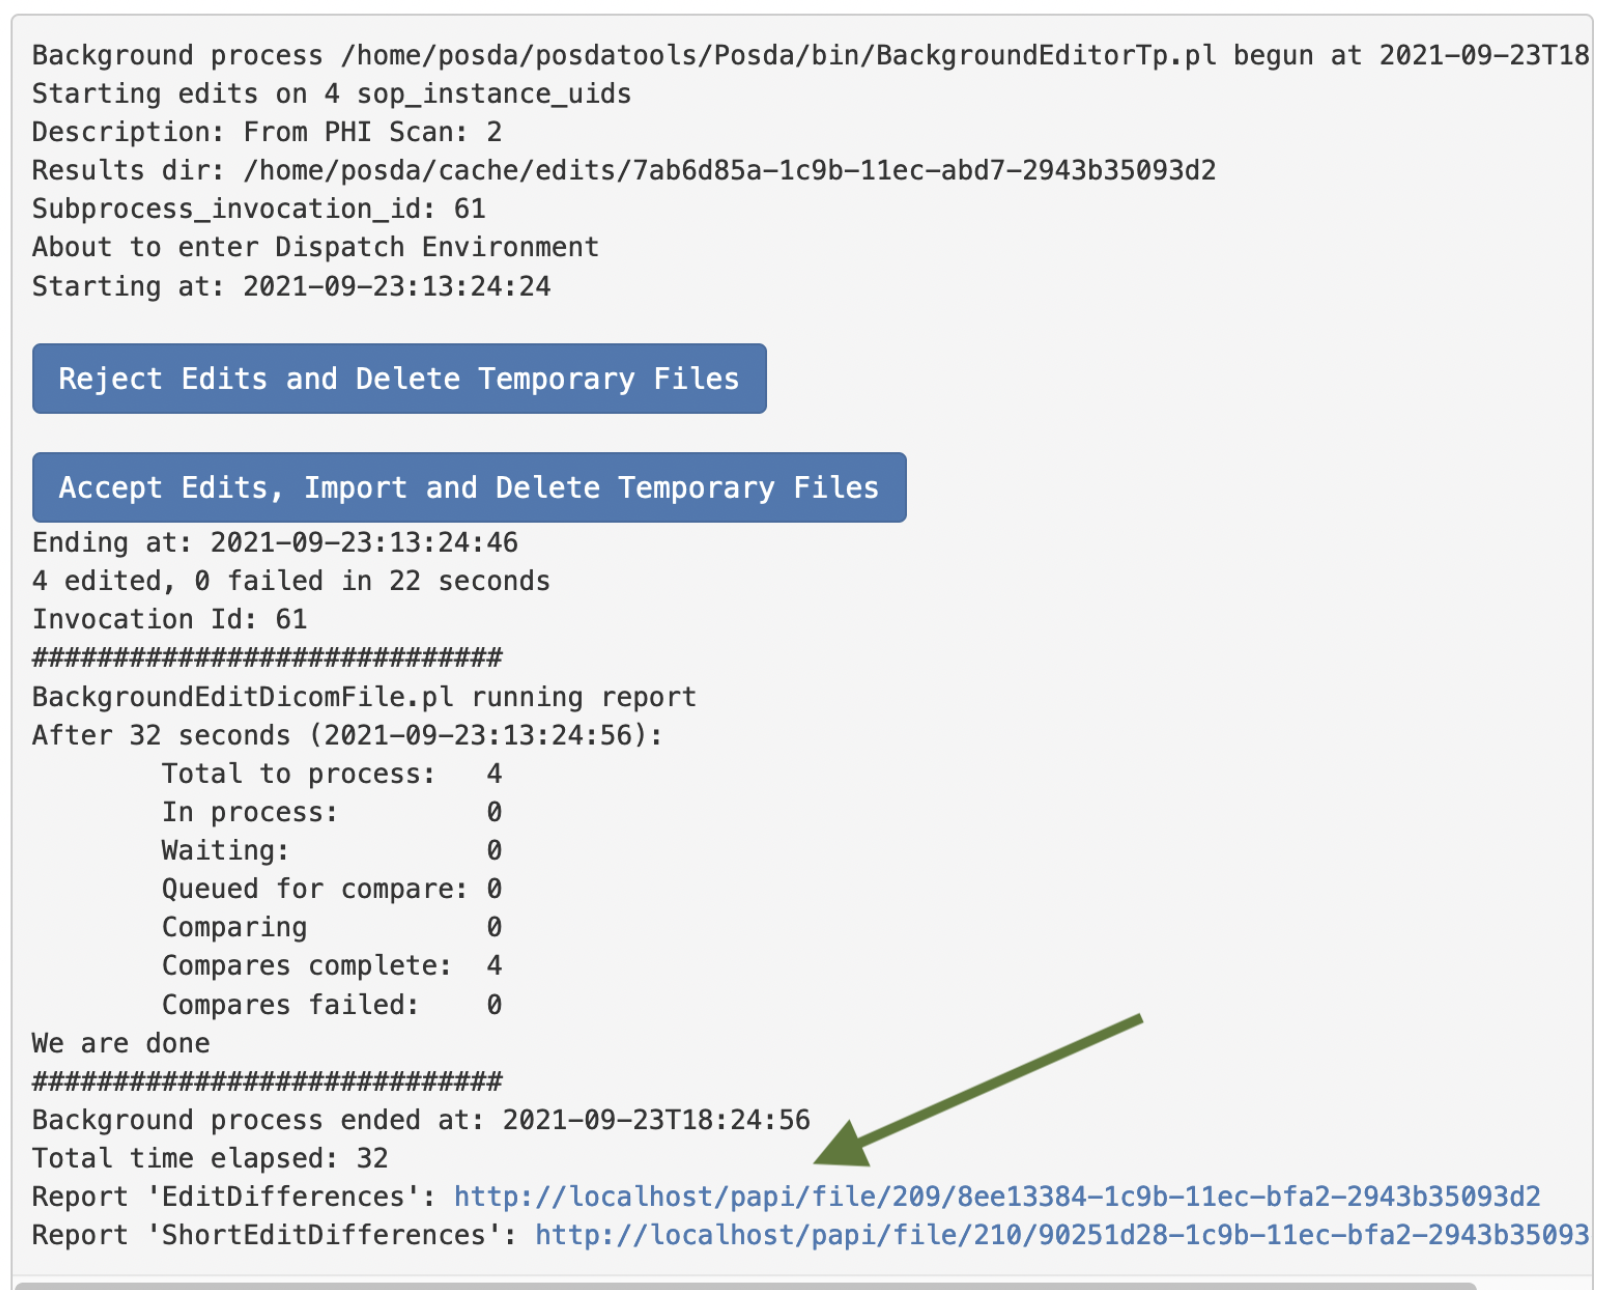 Background process /home/posda/posdatools/Posda/bin/BackgroundEditorTp.pl begun at 2021-09-23T18
Starting edits on 4 sop_instance_uids
Description: From PHI Scan: 2
Results dir: /home/posda/cache/edits/7ab6d85a-1c9b-11ec-abd7-2943b35093d2
Subprocess_invocation_id: 61
About to enter Dispatch Environment
Starting at: 2021-09-23:13:24:24
Reject Edits and Delete Temporary Files
Accept Edits, Import and Delete Temporary Files
Ending at: 2021-09-23:13:24:46
4 edited, 0 failed in 22 seconds
Invocation Id: 61
#############################
BackgroundEditDicomFile.pl running report
After 32 seconds (2021-09-23:13:24:56):
Total to process: 4
In process: 0
Waiting: 0
Queued for compare: 0
Comparing 0
Compares complete: 4
Compares failed: 0
We are done
#############################
Background process ended at: 2021-09-23T18:24:56
Total time elapsed: 32
Report 'EditDifferences': http://localhost/papi/file/209/8ee13384-1c9b-11ec-bfa2-2943b35093d2
Report 'ShortEditDifferences': http://localhost/papi/file/210/90251d28-1c9b-11ec-bfa2-2943b35093